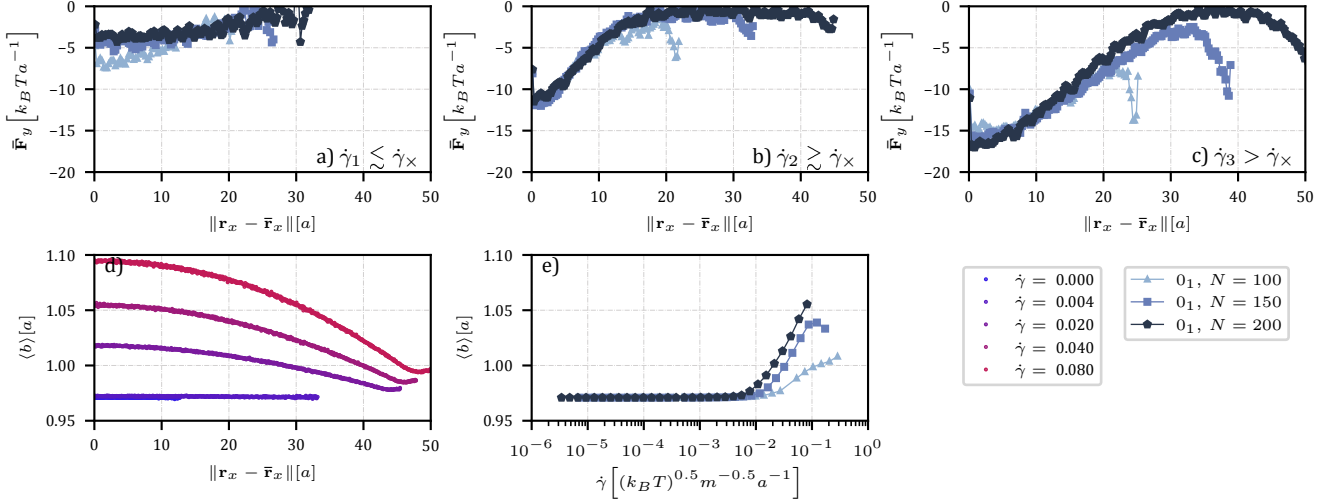 0
−5
−10
−15
−20
F̄̄_y [k_B T a^−1]
0 10 20 30 40 50
‖r_x − r̄_x‖[a]
a) γ̇_1 ≲ γ̇_×
0
−5
−10
−15
−20
F̄̄_y [k_B T a^−1]
0 10 20 30 40 50
‖r_x − r̄_x‖[a]
b) γ̇_2 ≳ γ̇_×
0
−5
−10
−15
−20
F̄̄_y [k_B T a^−1]
0 10 20 30 40 50
‖r_x − r̄_x‖[a]
c) γ̇_3 > γ̇_×
d)
1.10
1.05
1.00
0.95
⟨b⟩[a]
0 10 20 30 40 50
‖r_x − r̄_x‖[a]
e)
1.10
1.05
1.00
0.95
⟨b⟩[a]
10^−6 10^−5 10^−4 10^−3 10^−2 10^−1 10^0
γ̇ [(k_B T)^0.5 m^−0.5 a^−1]
γ̇ = 0.000
γ̇ = 0.004
γ̇ = 0.020
γ̇ = 0.040
γ̇ = 0.080
0_1, N = 100
0_1, N = 150
0_1, N = 200